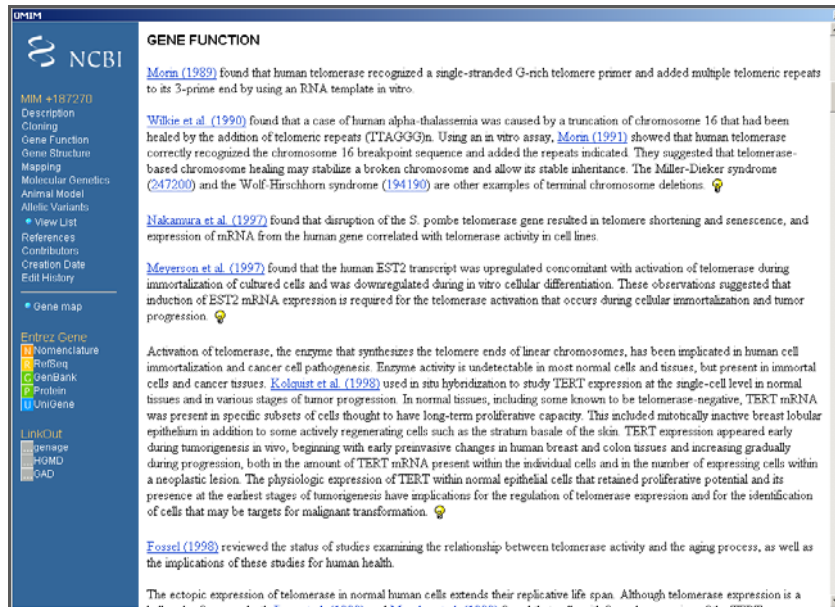 OMIM
NCBI
MIM +187270
Description
Cloning
Gene Function
Gene Structure
Mapping
Molecular Genetics
Animal Model
Allelic Variants
View List
References
Contributors
Creation Date
Edit History
Gene map
Entrez Gene
N Nomenclature
R RefSeq
G GenBank
P Protein
U UniGene
LinkOut
... genage
... HGMD
... GAD
GENE FUNCTION
Morin (1989) found that human telomerase recognized a single-stranded G-rich telomere primer and added multiple telomeric repeats
to its 3-prime end by using an RNA template in vitro.
Wilkie et al. (1990) found that a case of human alpha-thalassemia was caused by a truncation of chromosome 16 that had been
healed by the addition of telomeric repeats (TTAGGG)n. Using an in vitro assay, Morin (1991) showed that human telomerase
correctly recognized the chromosome 16 breakpoint sequence and added the repeats indicated. They suggested that telomerase-
based chromosome healing may stabilize a broken chromosome and allow its stable inheritance. The Miller-Dieker syndrome
(247200) and the Wolf-Hirschhorn syndrome (194190) are other examples of terminal chromosome deletions.
Nakamura et al. (1997) found that disruption of the S. pombe telomerase gene resulted in telomere shortening and senescence, and
expression of mRNA from the human gene correlated with telomerase activity in cell lines.
Meyerson et al. (1997) found that the human EST2 transcript was upregulated concomitant with activation of telomerase during
immortalization of cultured cells and was downregulated during in vitro cellular differentiation. These observations suggested that
induction of EST2 mRNA expression is required for the telomerase activation that occurs during cellular immortalization and tumor
progression.
Activation of telomerase, the enzyme that synthesizes the telomere ends of linear chromosomes, has been implicated in human cell
immortalization and cancer cell pathogenesis. Enzyme activity is undetectable in most normal cells and tissues, but present in immortal
cells and cancer tissues. Kolquist et al. (1998) used in situ hybridization to study TERT expression at the single-cell level in normal
tissues and in various stages of tumor progression. In normal tissues, including some known to be telomerase-negative, TERT mRNA
was present in specific subsets of cells thought to have long-term proliferative capacity. This included mitotically inactive breast lobular
epithelium in addition to some actively regenerating cells such as the stratum basale of the skin. TERT expression appeared early
during tumorigenesis in vivo, beginning with early preinvasive changes in human breast and colon tissues and increasing gradually
during progression, both in the amount of TERT mRNA present within the individual cells and in the number of expressing cells within
a neoplastic lesion. The physiologic expression of TERT within normal epithelial cells that retained proliferative potential and its
presence at the earliest stages of tumorigenesis have implications for the regulation of telomerase expression and for the identification
of cells that may be targets for malignant transformation.
Fossel (1998) reviewed the status of studies examining the relationship between telomerase activity and the aging process, as well as
the implications of these studies for human health.
The ectopic expression of telomerase in normal human cells extends their replicative life span. Although telomerase expression is a